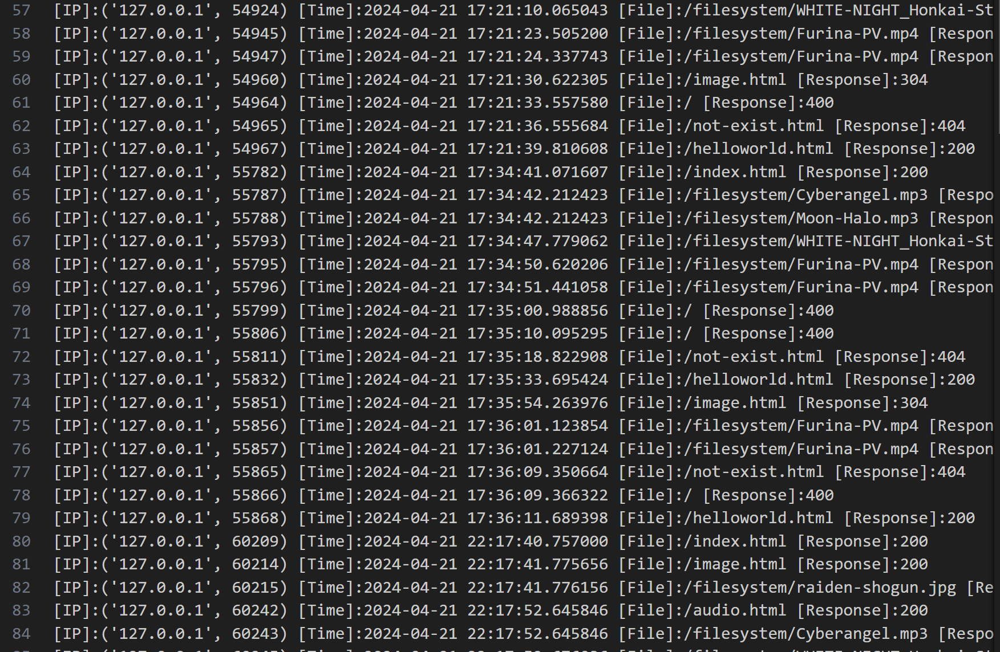 57 [IP]:('127.0.0.1', 54924) [Time]:2024-04-21 17:21:10.065043 [File]:/filesystem/WHITE-NIGHT_Honkai-St
58 [IP]:('127.0.0.1', 54945) [Time]:2024-04-21 17:21:23.505200 [File]:/filesystem/Furina-PV.mp4 [Respon
59 [IP]:('127.0.0.1', 54947) [Time]:2024-04-21 17:21:24.337743 [File]:/filesystem/Furina-PV.mp4 [Respon
60 [IP]:('127.0.0.1', 54960) [Time]:2024-04-21 17:21:30.622305 [File]:/image.html [Response]:304
61 [IP]:('127.0.0.1', 54964) [Time]:2024-04-21 17:21:33.557580 [File]:/ [Response]:400
62 [IP]:('127.0.0.1', 54965) [Time]:2024-04-21 17:21:36.555684 [File]:/not-exist.html [Response]:404
63 [IP]:('127.0.0.1', 54967) [Time]:2024-04-21 17:21:39.810608 [File]:/helloworld.html [Response]:200
64 [IP]:('127.0.0.1', 55782) [Time]:2024-04-21 17:34:41.071607 [File]:/index.html [Response]:200
65 [IP]:('127.0.0.1', 55787) [Time]:2024-04-21 17:34:42.212423 [File]:/filesystem/Cyberangel.mp3 [Respo
66 [IP]:('127.0.0.1', 55788) [Time]:2024-04-21 17:34:42.212423 [File]:/filesystem/Moon-Halo.mp3 [Respon
67 [IP]:('127.0.0.1', 55793) [Time]:2024-04-21 17:34:47.779062 [File]:/filesystem/WHITE-NIGHT_Honkai-St
68 [IP]:('127.0.0.1', 55795) [Time]:2024-04-21 17:34:50.620206 [File]:/filesystem/Furina-PV.mp4 [Respon
69 [IP]:('127.0.0.1', 55796) [Time]:2024-04-21 17:34:51.441058 [File]:/filesystem/Furina-PV.mp4 [Respon
70 [IP]:('127.0.0.1', 55799) [Time]:2024-04-21 17:35:00.988856 [File]:/ [Response]:400
71 [IP]:('127.0.0.1', 55806) [Time]:2024-04-21 17:35:10.095295 [File]:/ [Response]:400
72 [IP]:('127.0.0.1', 55811) [Time]:2024-04-21 17:35:18.822908 [File]:/not-exist.html [Response]:404
73 [IP]:('127.0.0.1', 55832) [Time]:2024-04-21 17:35:33.695424 [File]:/helloworld.html [Response]:200
74 [IP]:('127.0.0.1', 55851) [Time]:2024-04-21 17:35:54.263976 [File]:/image.html [Response]:304
75 [IP]:('127.0.0.1', 55856) [Time]:2024-04-21 17:36:01.123854 [File]:/filesystem/Furina-PV.mp4 [Respon
76 [IP]:('127.0.0.1', 55857) [Time]:2024-04-21 17:36:01.227124 [File]:/filesystem/Furina-PV.mp4 [Respon
77 [IP]:('127.0.0.1', 55865) [Time]:2024-04-21 17:36:09.350664 [File]:/not-exist.html [Response]:404
78 [IP]:('127.0.0.1', 55866) [Time]:2024-04-21 17:36:09.366322 [File]:/ [Response]:400
79 [IP]:('127.0.0.1', 55868) [Time]:2024-04-21 17:36:11.689398 [File]:/helloworld.html [Response]:200
80 [IP]:('127.0.0.1', 60209) [Time]:2024-04-21 22:17:40.757000 [File]:/index.html [Response]:200
81 [IP]:('127.0.0.1', 60214) [Time]:2024-04-21 22:17:41.775656 [File]:/image.html [Response]:200
82 [IP]:('127.0.0.1', 60215) [Time]:2024-04-21 22:17:41.776156 [File]:/filesystem/raiden-shogun.jpg [Re
83 [IP]:('127.0.0.1', 60242) [Time]:2024-04-21 22:17:52.645846 [File]:/audio.html [Response]:200
84 [IP]:('127.0.0.1', 60243) [Time]:2024-04-21 22:17:52.645846 [File]:/filesystem/Cyberangel.mp3 [Respo